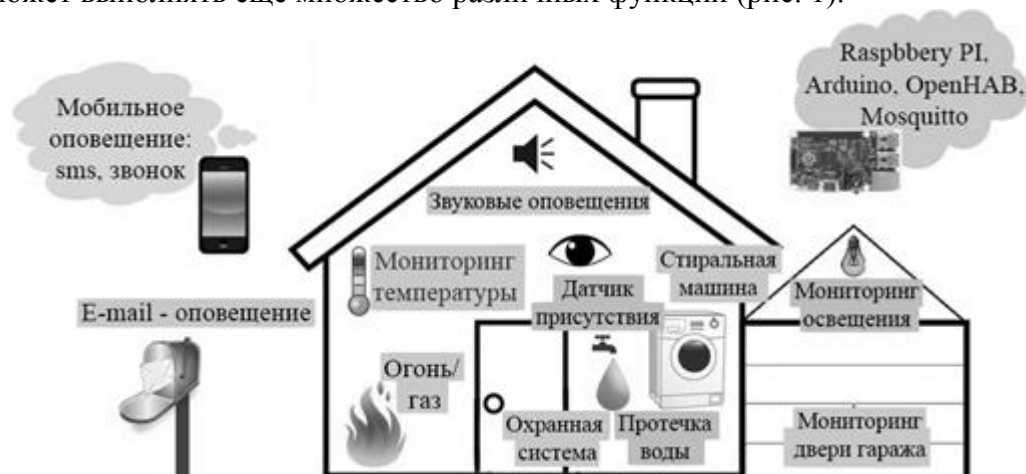 может выполнять еще множество различных функций (рис. 1).
Raspbbery PI,
Arduino, OpenHAB,
Mosquitto
Мобильное
оповещение:
sms, звонок
Звуковые оповещения
Мониторинг
температуры
Датчик
присутствия
Стиральная
машина
Мониторинг
освещения
E-mail - оповещение
Огонь/
газ
Охранная
система
Протечка
воды
Мониторинг
двери гаража